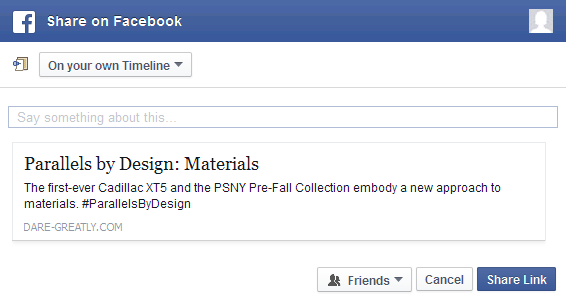 Share on Facebook
On your own Timeline
Say something about this...
Parallels by Design: Materials
The first-ever Cadillac XT5 and the PSNY Pre-Fall Collection embody a new approach to
materials. #ParallelsByDesign
DARE-GREATLY.COM
Friends Cancel Share Link